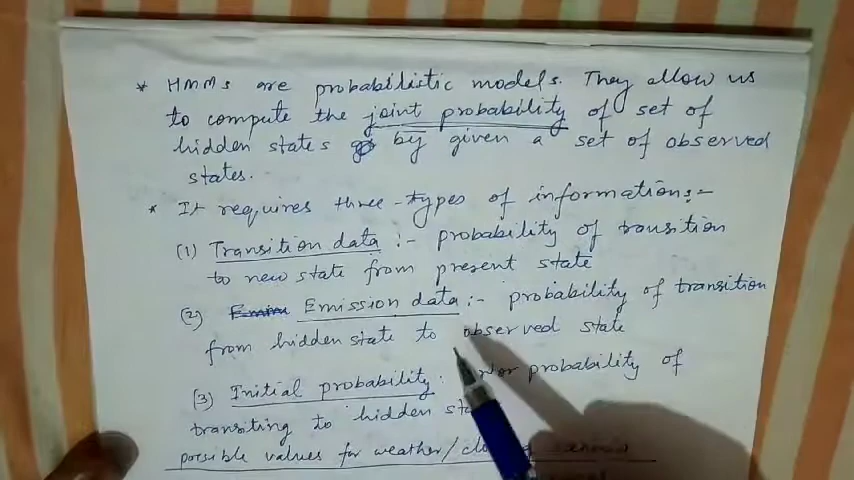 * HMMs are probabilistic models. They allow us
to compute the joint probability of set of
hidden states by given a set of observed
states.
* It requires three-types of informations:-
(1) Transition data :- probability of transition
to new state from present state
(2) Emission data :- probability of transition
from hidden state to observed state
(3) Initial probability: probability of
transiting to hidden
possible values for weather/